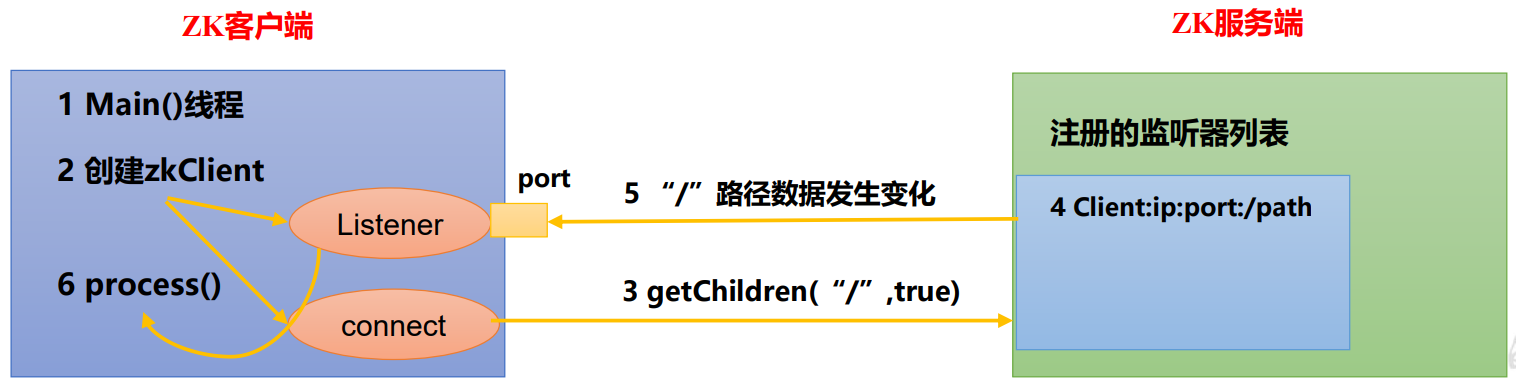 ZK客户端
ZK服务端
1 Main()线程
2 创建zkClient
port
Listener
5 “/”路径数据发生变化
注册的监听器列表
4 Client:ip:port:/path
6 process()
connect
3 getChildren(“/”,true)